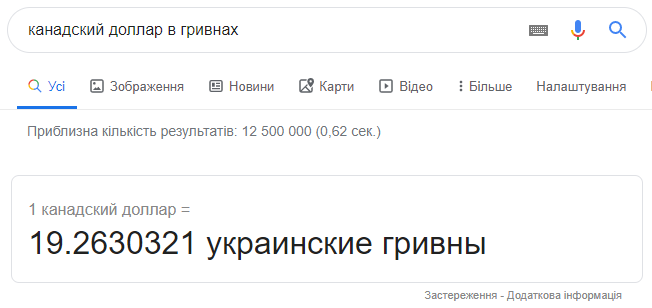 канадский доллар в гривнах
Усі Зображення Новини Карти Відео Більше Налаштування
Приблизна кількість результатів: 12 500 000 (0,62 сек.)
1 канадский доллар =
19.2630321 украинские гривны
Застереження - Додаткова інформація